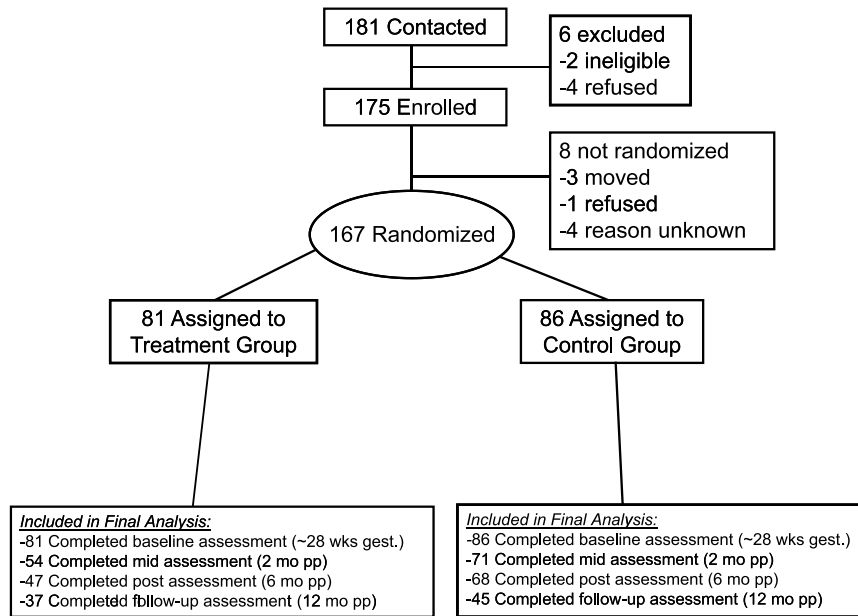 181 Contacted
6 excluded
-2 ineligible
-4 refused
175 Enrolled
8 not randomized
-3 moved
-1 refused
-4 reason unknown
167 Randomized
81 Assigned to
Treatment Group
86 Assigned to
Control Group
Included in Final Analysis:
-81 Completed baseline assessment (~28 wks gest.)
-54 Completed mid assessment (2 mo pp)
-47 Completed post assessment (6 mo pp)
-37 Completed follow-up assessment (12 mo pp)
Included in Final Analysis:
-86 Completed baseline assessment (~28 wks gest.)
-71 Completed mid assessment (2 mo pp)
-68 Completed post assessment (6 mo pp)
-45 Completed follow-up assessment (12 mo pp)